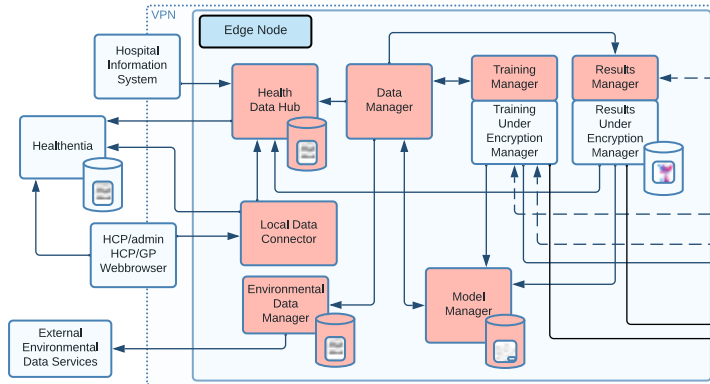 VPN
Edge Node
Hospital
Information
System
Health
Data Hub
Data
Manager
Training
Manager
Training
Under
Encryption
Manager
Results
Manager
Results
Under
Encryption
Manager
Healthentia
HCP/admin
HCP/GP
Webbrowser
Local Data
Connector
Environmental
Data
Manager
Model
Manager
External
Environmental
Data Services